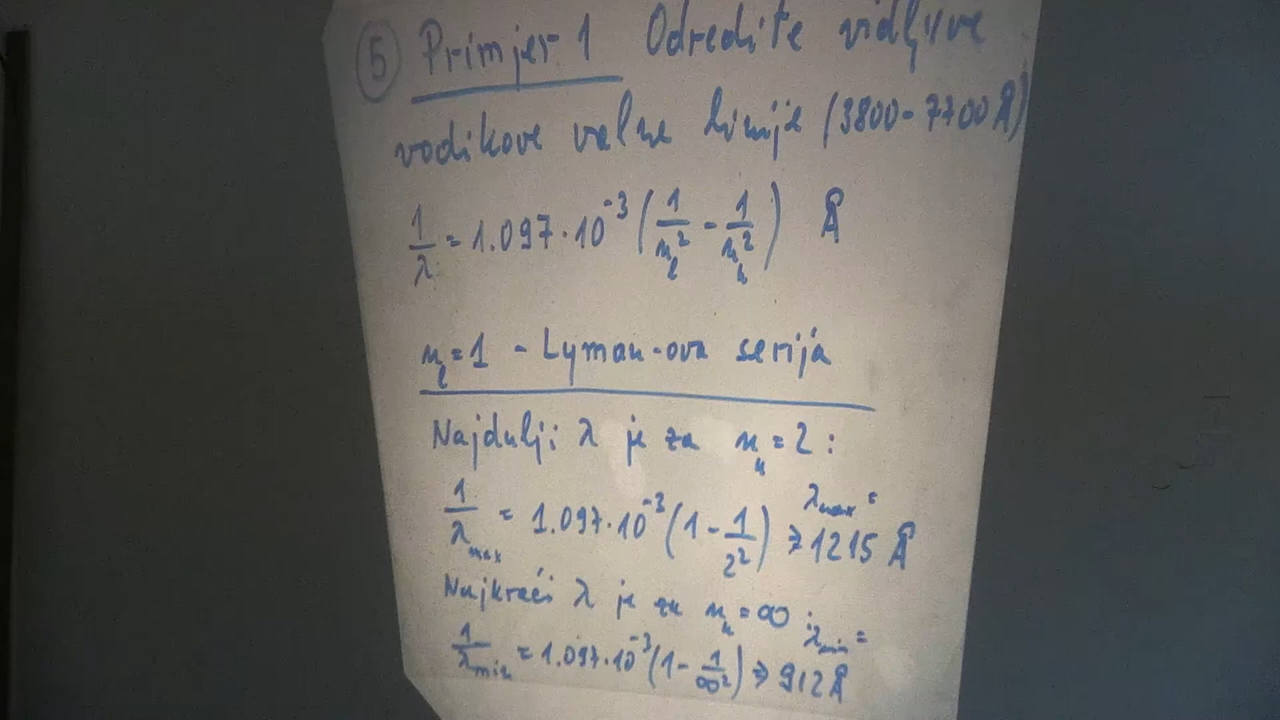 ⑤ Primjer 1 Odredite vidljive
vodikove valne linije (3800-7700 Å)
1/λ = 1.097·10⁻³ (1/n_l² - 1/n_u²) Å
n_l=1 - Lyman-ova serija
Najdulji λ je za n_u=2:
1/λ_max = 1.097·10⁻³ (1-1/2²) ⇒ λ_max = 1215 Å
Najkraći λ je za n_u=∞:
1/λ_min = 1.097·10⁻³ (1-1/∞²) ⇒ λ_min = 912 Å